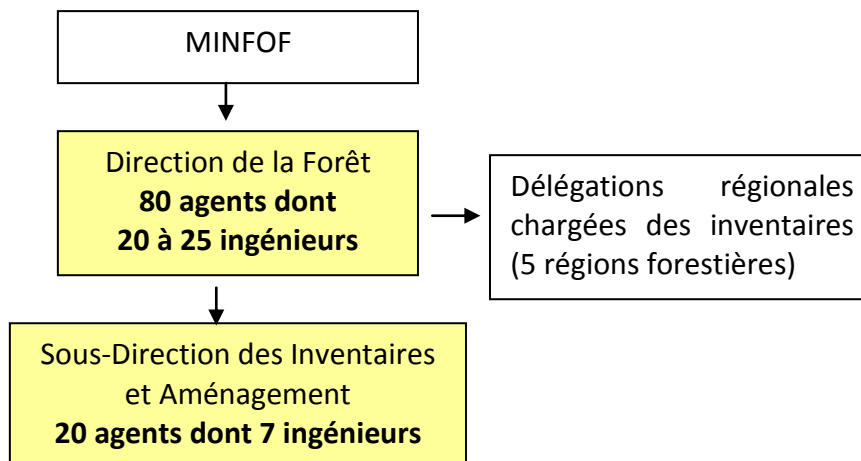 MINFOF
Direction de la Forêt
80 agents dont
20 à 25 ingénieurs
Délégations régionales
chargées des inventaires
(5 régions forestières)
Sous-Direction des Inventaires
et Aménagement
20 agents dont 7 ingénieurs